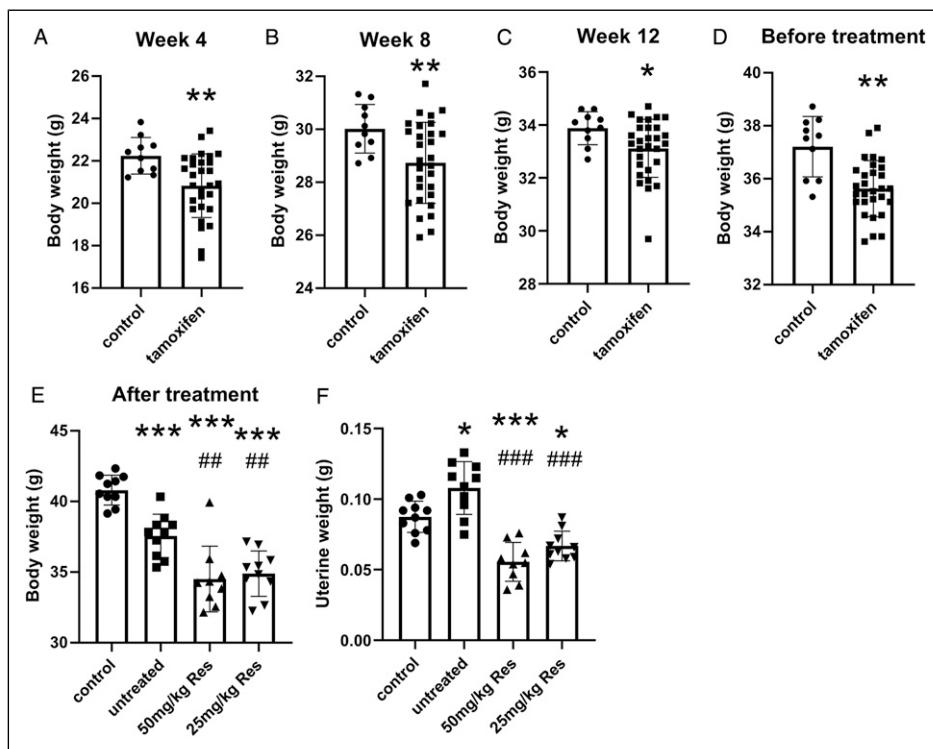 A Week 4
**
Body weight (g)
24
22
20
18
16
control
tamoxifen
B Week 8
**
Body weight (g)
32
30
28
26
24
control
tamoxifen
C Week 12
*
Body weight (g)
36
34
32
30
28
control
tamoxifen
D Before treatment
**
Body weight (g)
40
38
36
34
32
control
tamoxifen
E After treatment
*** *** ***
## ##
Body weight (g)
45
40
35
30
control
untreated
50mg/kg Res
25mg/kg Res
F
* *** *
### ###
Uterine weight (g)
0.15
0.10
0.05
0.00
control
untreated
50mg/kg Res
25mg/kg Res